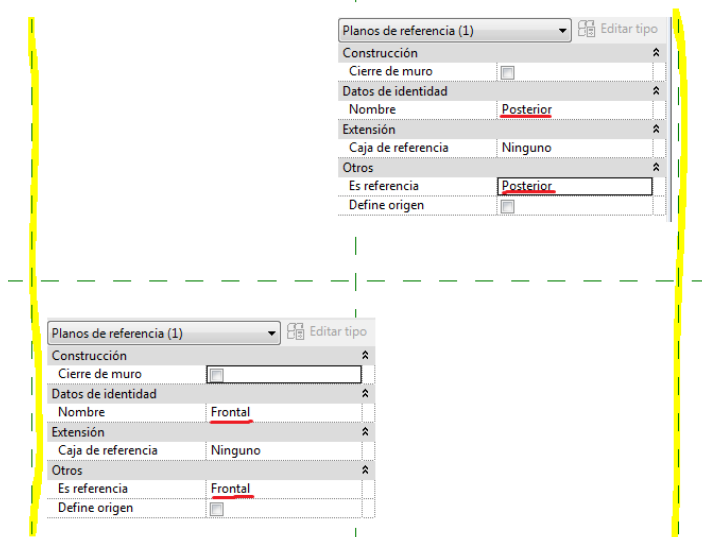 Planos de referencia (1) Editar tipo
Construcción
Cierre de muro
Datos de identidad
Nombre Posterior
Extensión
Caja de referencia Ninguno
Otros
Es referencia Posterior
Define origen
Planos de referencia (1) Editar tipo
Construcción
Cierre de muro
Datos de identidad
Nombre Frontal
Extensión
Caja de referencia Ninguno
Otros
Es referencia Frontal
Define origen